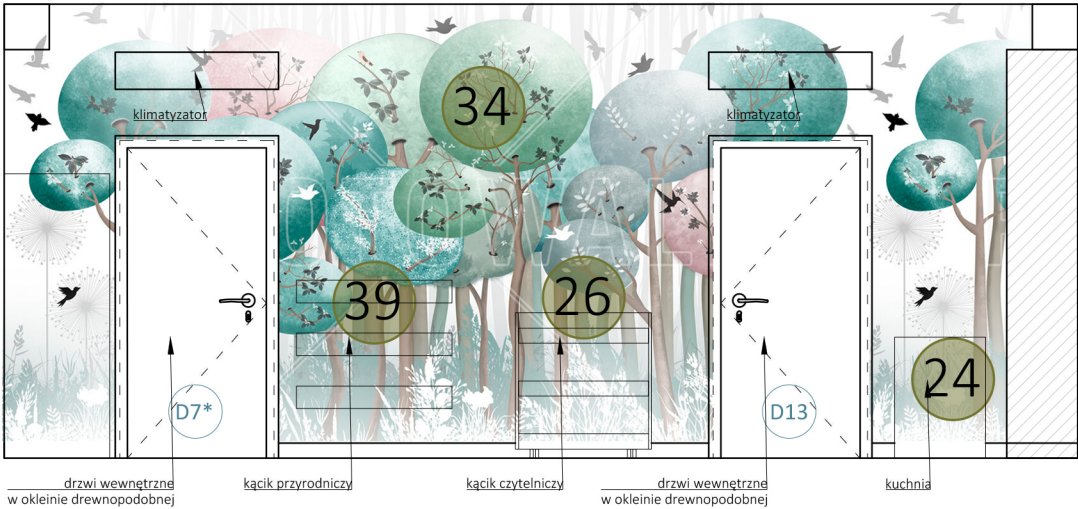 34
klimatyzator
klimatyzator
39
26
24
D7*
D13
drzwi wewnętrzne
w okleinie drewnopodobnej
kącik przyrodniczy
kącik czytelniczy
drzwi wewnętrzne
w okleinie drewnopodobnej
kuchnia